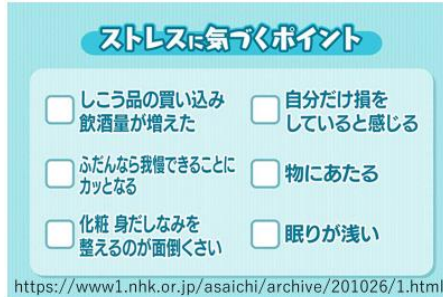 ストレスに気づくポイント
しこう品の買い込み
飲酒量が増えた
自分だけ損を
していると感じる
ふだんなら我慢できることに
カッとなる
物にあたる
化粧 身だしなみを
整えるのが面倒くさい
眠りが浅い
https://www1.nhk.or.jp/asaichi/archive/201026/1.html